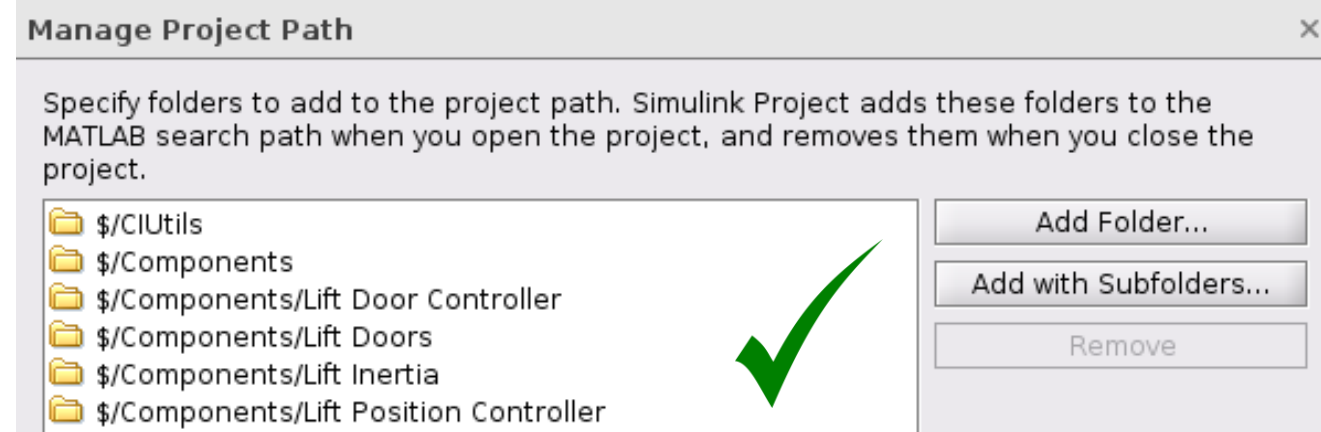 Manage Project Path
Specify folders to add to the project path. Simulink Project adds these folders to the
MATLAB search path when you open the project, and removes them when you close the
project.
$/CIUtils
$/Components
$/Components/Lift Door Controller
$/Components/Lift Doors
$/Components/Lift Inertia
$/Components/Lift Position Controller
Add Folder...
Add with Subfolders...
Remove